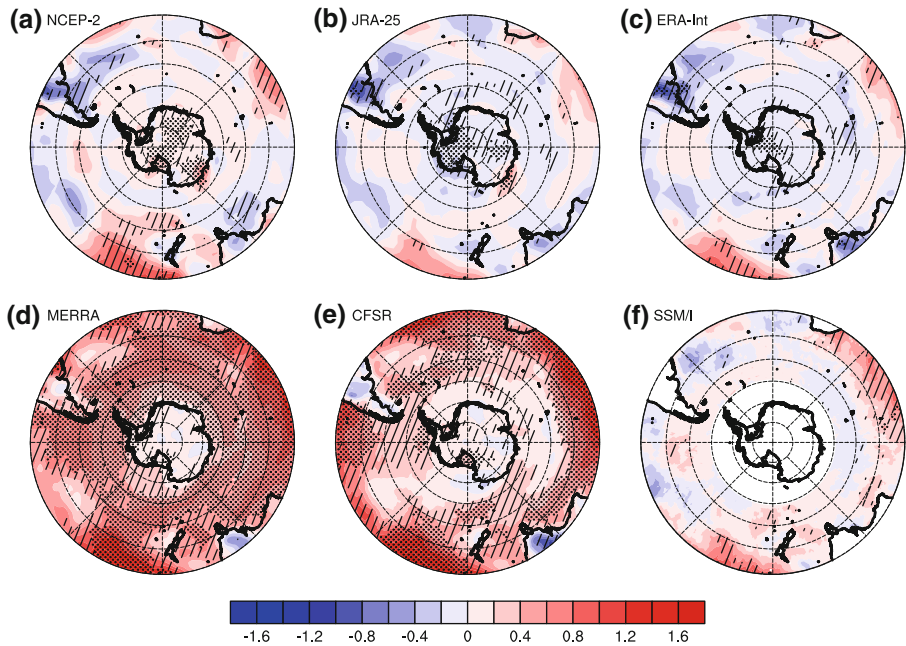 (a) NCEP-2
(b) JRA-25
(c) ERA-Int
(d) MERRA
(e) CFSR
(f) SSM/I
-1.6 -1.2 -0.8 -0.4 0 0.4 0.8 1.2 1.6